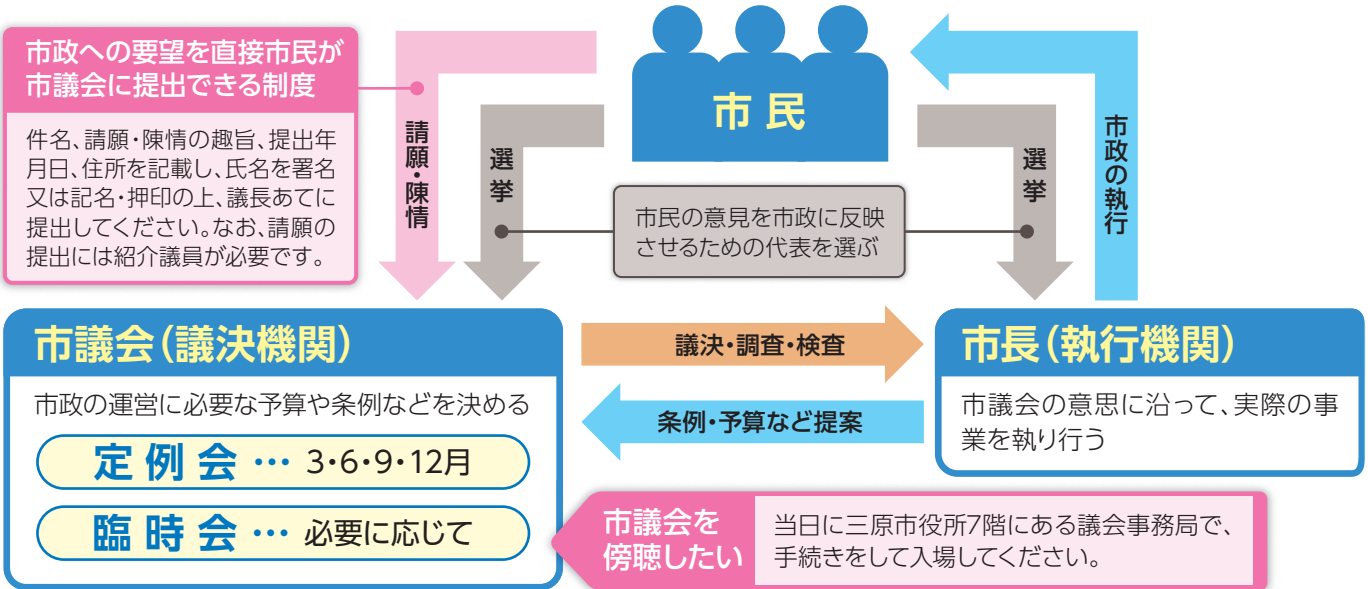 市民
市政への要望を直接市民が
市議会に提出できる制度
件名、請願・陳情の趣旨、提出年
月日、住所を記載し、氏名を署名
又は記名・押印の上、議長あてに
提出してください。なお、請願の
提出には紹介議員が必要です。
請願・陳情
選挙
市民の意見を市政に反映
させるための代表を選ぶ
選挙
市政の執行
市議会(議決機関)
市政の運営に必要な予算や条例などを決める
定例会 … 3・6・9・12月
臨時会 … 必要に応じて
議決・調査・検査
条例・予算など提案
市長(執行機関)
市議会の意思に沿って、実際の事
業を執り行う
市議会を
傍聴したい
当日に三原市役所7階にある議会事務局で、
手続きをして入場してください。